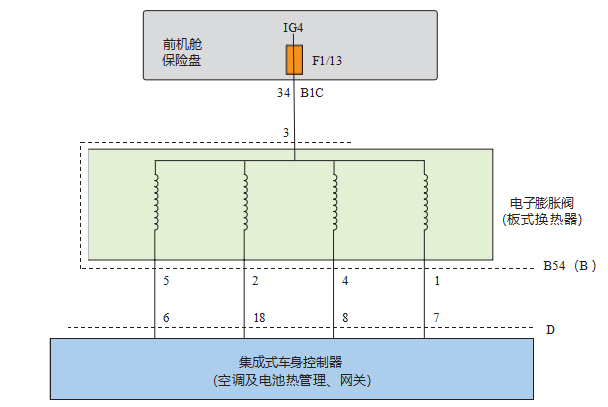 IG4
前机舱
保险盘
F1/13
34 B1C
3
电子膨胀阀
(板式换热器)
B54（B）
5 2 4 1
6 18 8 7
D
集成式车身控制器
(空调及电池热管理、网关)